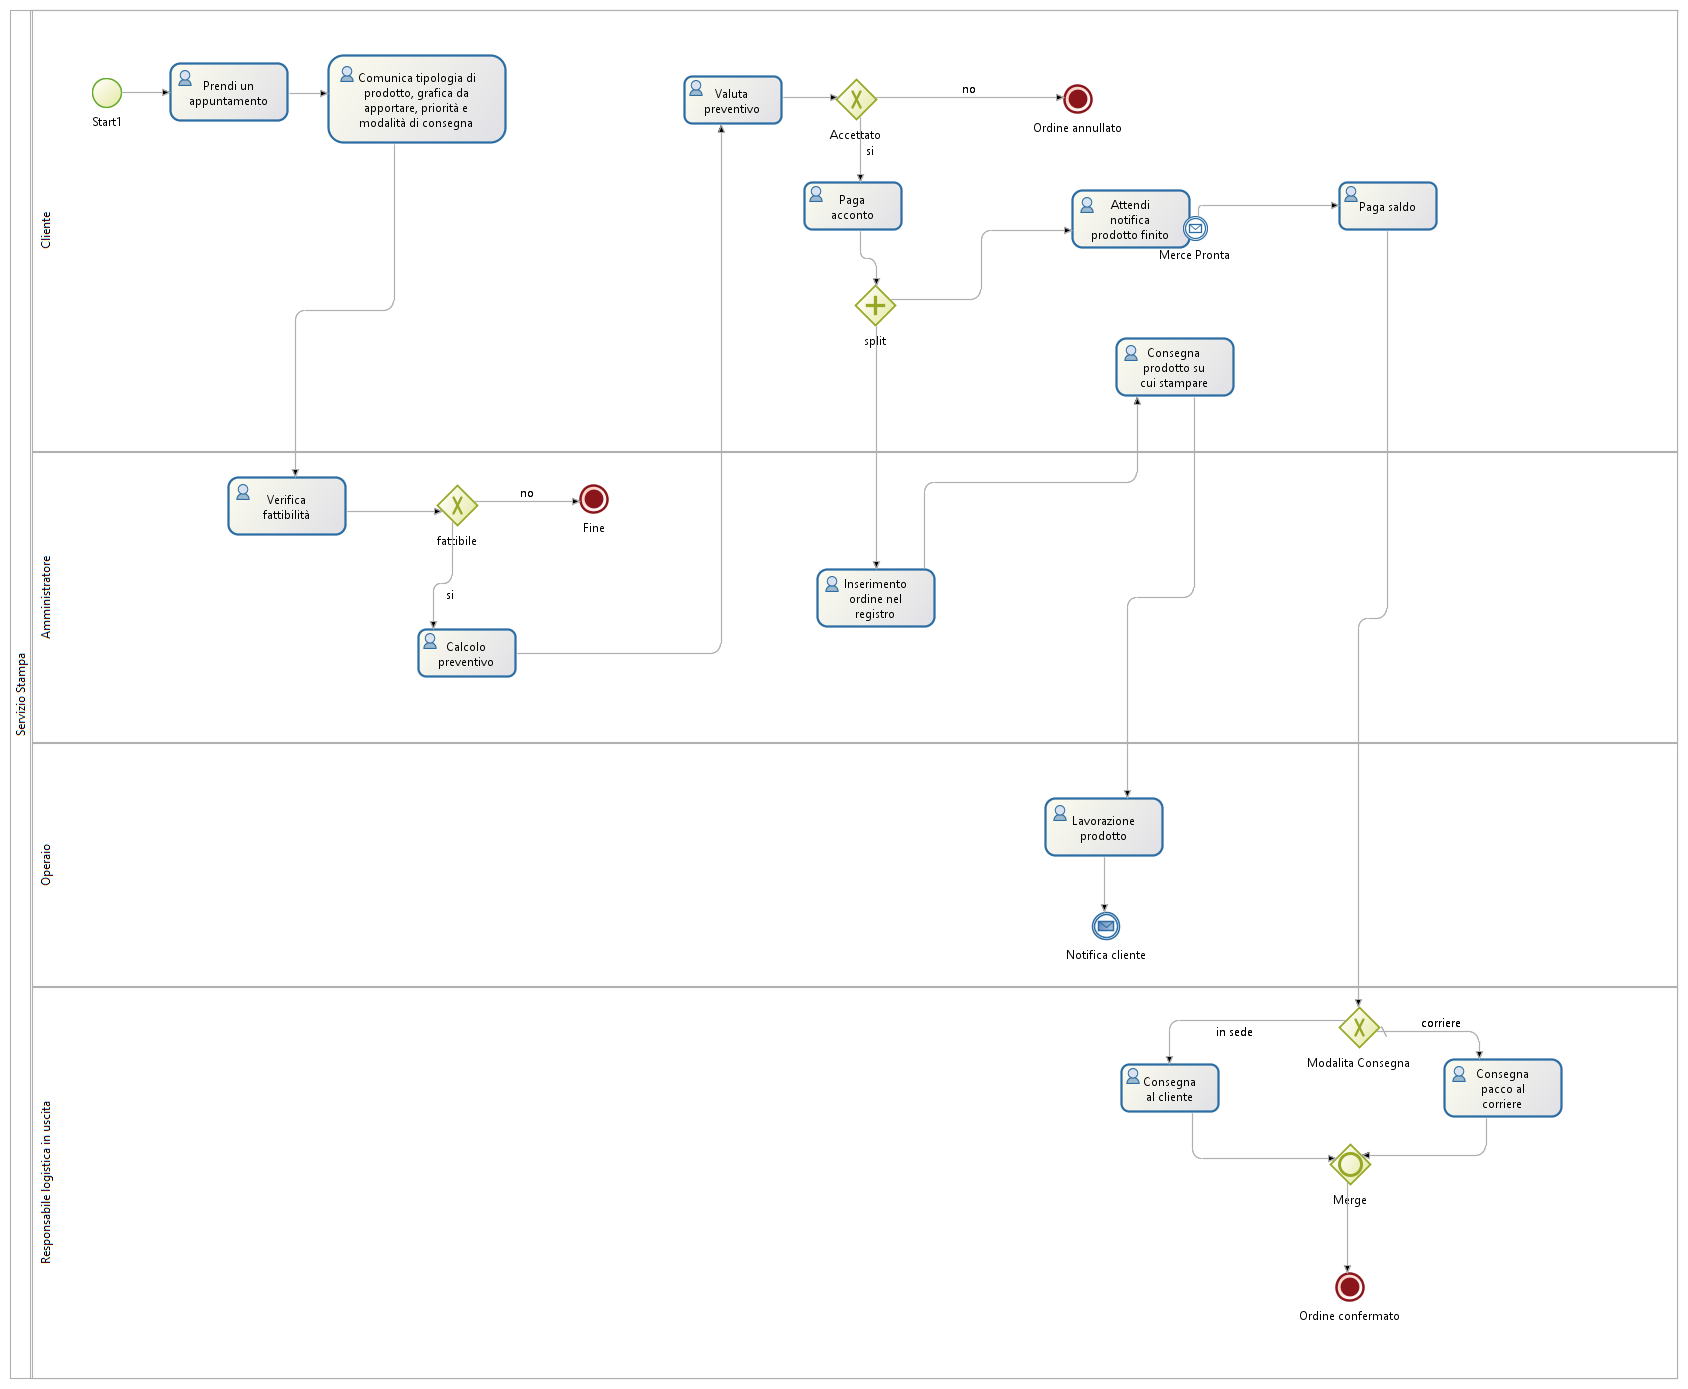 Servizio Stampa
Cliente
Start1
Prendi un
appuntamento
Comunica tipologia di
prodotto, grafica da
apportare, priorità e
modalità di consegna
Valuta
preventivo
Accettato
no
si
Ordine annullato
Paga
acconto
split
Attendi
notifica
prodotto finito
Merce Pronta
Paga saldo
Consegna
prodotto su
cui stampare
Amministratore
Verifica
fattibilità
fattibile
no
si
Fine
Calcolo
preventivo
Inserimento
ordine nel
registro
Operaio
Lavorazione
prodotto
Notifica cliente
Responsabile logistica in uscita
in sede
corriere
Modalita Consegna
Consegna
al cliente
Consegna
pacco al
corriere
Merge
Ordine confermato